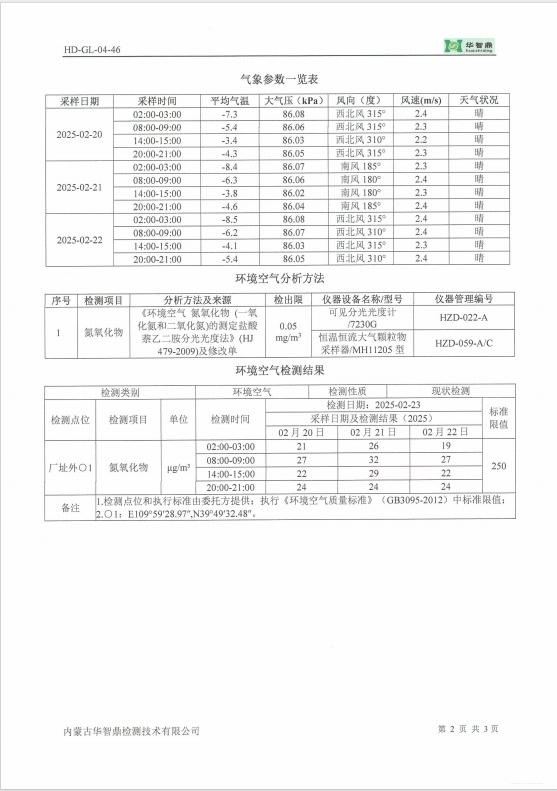 HD-GL-04-46
华智鼎
huazhiding
气象参数一览表
采样日期 采样时间 平均气温 大气压（kPa） 风向（度） 风速(m/s) 天气状况
2025-02-20 02:00-03:00 -7.3 86.08 西北风 315° 2.4 晴
08:00-09:00 -5.4 86.06 西北风 315° 2.3 晴
14:00-15:00 -3.4 86.03 西北风 310° 2.2 晴
20:00-21:00 -4.3 86.05 西北风 315° 2.3 晴
2025-02-21 02:00-03:00 -8.4 86.07 南风 185° 2.3 晴
08:00-09:00 -6.3 86.06 南风 180° 2.4 晴
14:00-15:00 -3.8 86.02 南风 180° 2.3 晴
20:00-21:00 -4.6 86.04 南风 185° 2.4 晴
2025-02-22 02:00-03:00 -8.5 86.08 西北风 315° 2.4 晴
08:00-09:00 -6.2 86.07 西北风 310° 2.4 晴
14:00-15:00 -4.1 86.03 西北风 315° 2.3 晴
20:00-21:00 -5.4 86.05 西北风 310° 2.4 晴
环境空气分析方法
序号 检测项目 分析方法及来源 检出限 仪器设备名称/型号 仪器管理编号
1 氮氧化物 《环境空气 氮氧化物（一氧
化氮和二氧化氮)的测定盐酸
萘乙二胺分光光度法》(HJ
479-2009)及修改单
0.05
mg/m³
可见分光光度计
/7230G
HZD-022-A
恒温恒流大气颗粒物
采样器/MH11205 型
HZD-059-A/C
环境空气检测结果
检测类别 环境空气 检测性质 现状检测
检测点位 检测项目 单位 检测时间 检测日期：2025-02-23 标准
限值
采样日期及检测结果（2025）
02 月 20 日 02 月 21 日 02 月 22 日
厂址外○1 氮氧化物 μg/m³ 02:00-03:00 21 26 19 250
08:00-09:00 27 32 27
14:00-15:00 22 29 22
20:00-21:00 24 24 24
备注 1.检测点位和执行标准由委托方提供；执行《环境空气质量标准》（GB3095-2012）中标准限值；
2.○1：E109°59′28.97″,N39°49′32.48″。
内蒙古华智鼎检测技术有限公司
第 2 页 共 3 页